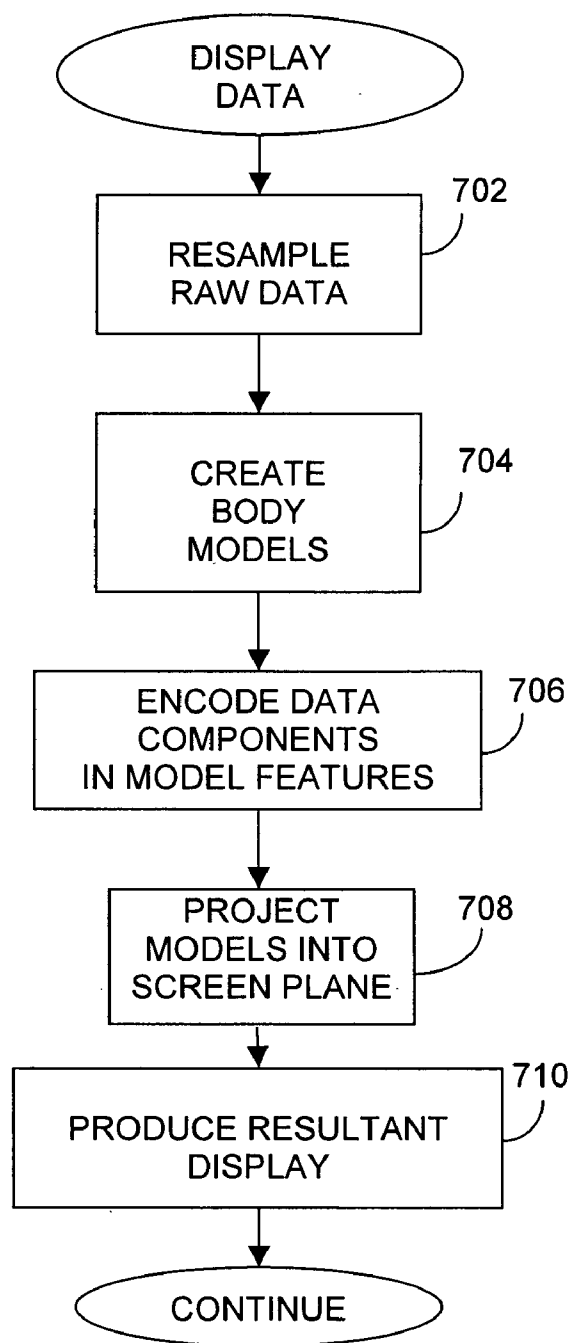 DISPLAY
DATA
702
RESAMPLE
RAW DATA
704
CREATE
BODY
MODELS
706
ENCODE DATA
COMPONENTS
IN MODEL FEATURES
708
PROJECT
MODELS INTO
SCREEN PLANE
710
PRODUCE RESULTANT
DISPLAY
CONTINUE